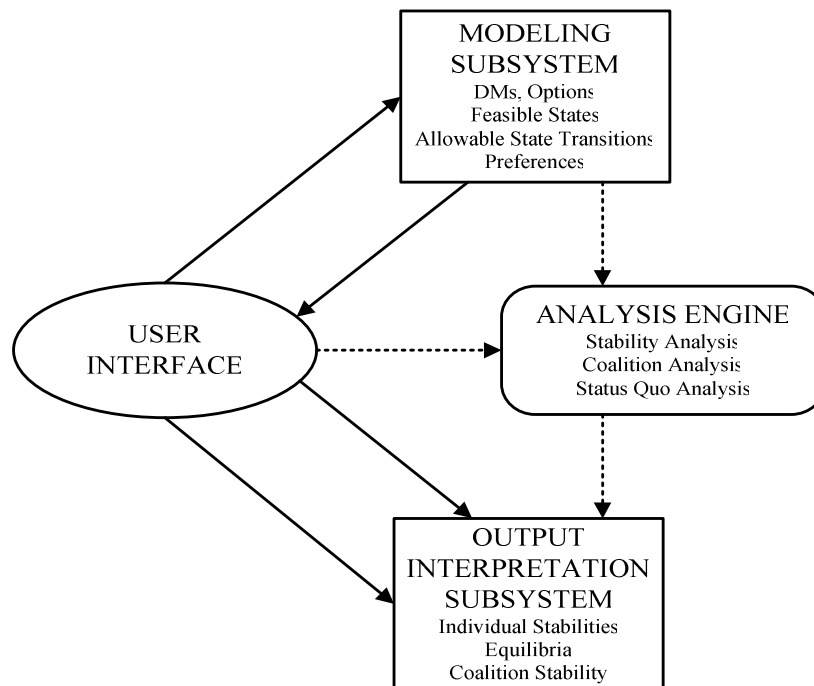 MODELING
SUBSYSTEM
DMs, Options
Feasible States
Allowable State Transitions
Preferences
USER
INTERFACE
ANALYSIS ENGINE
Stability Analysis
Coalition Analysis
Status Quo Analysis
OUTPUT
INTERPRETATION
SUBSYSTEM
Individual Stabilities
Equilibria
Coalition Stability